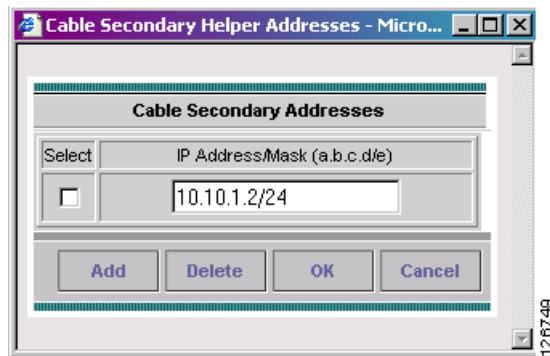 Cable Secondary Helper Addresses - Micro...
Cable Secondary Addresses
Select
IP Address/Mask (a.b.c.d/e)
10.10.1.2/24
Add
Delete
OK
Cancel
126749